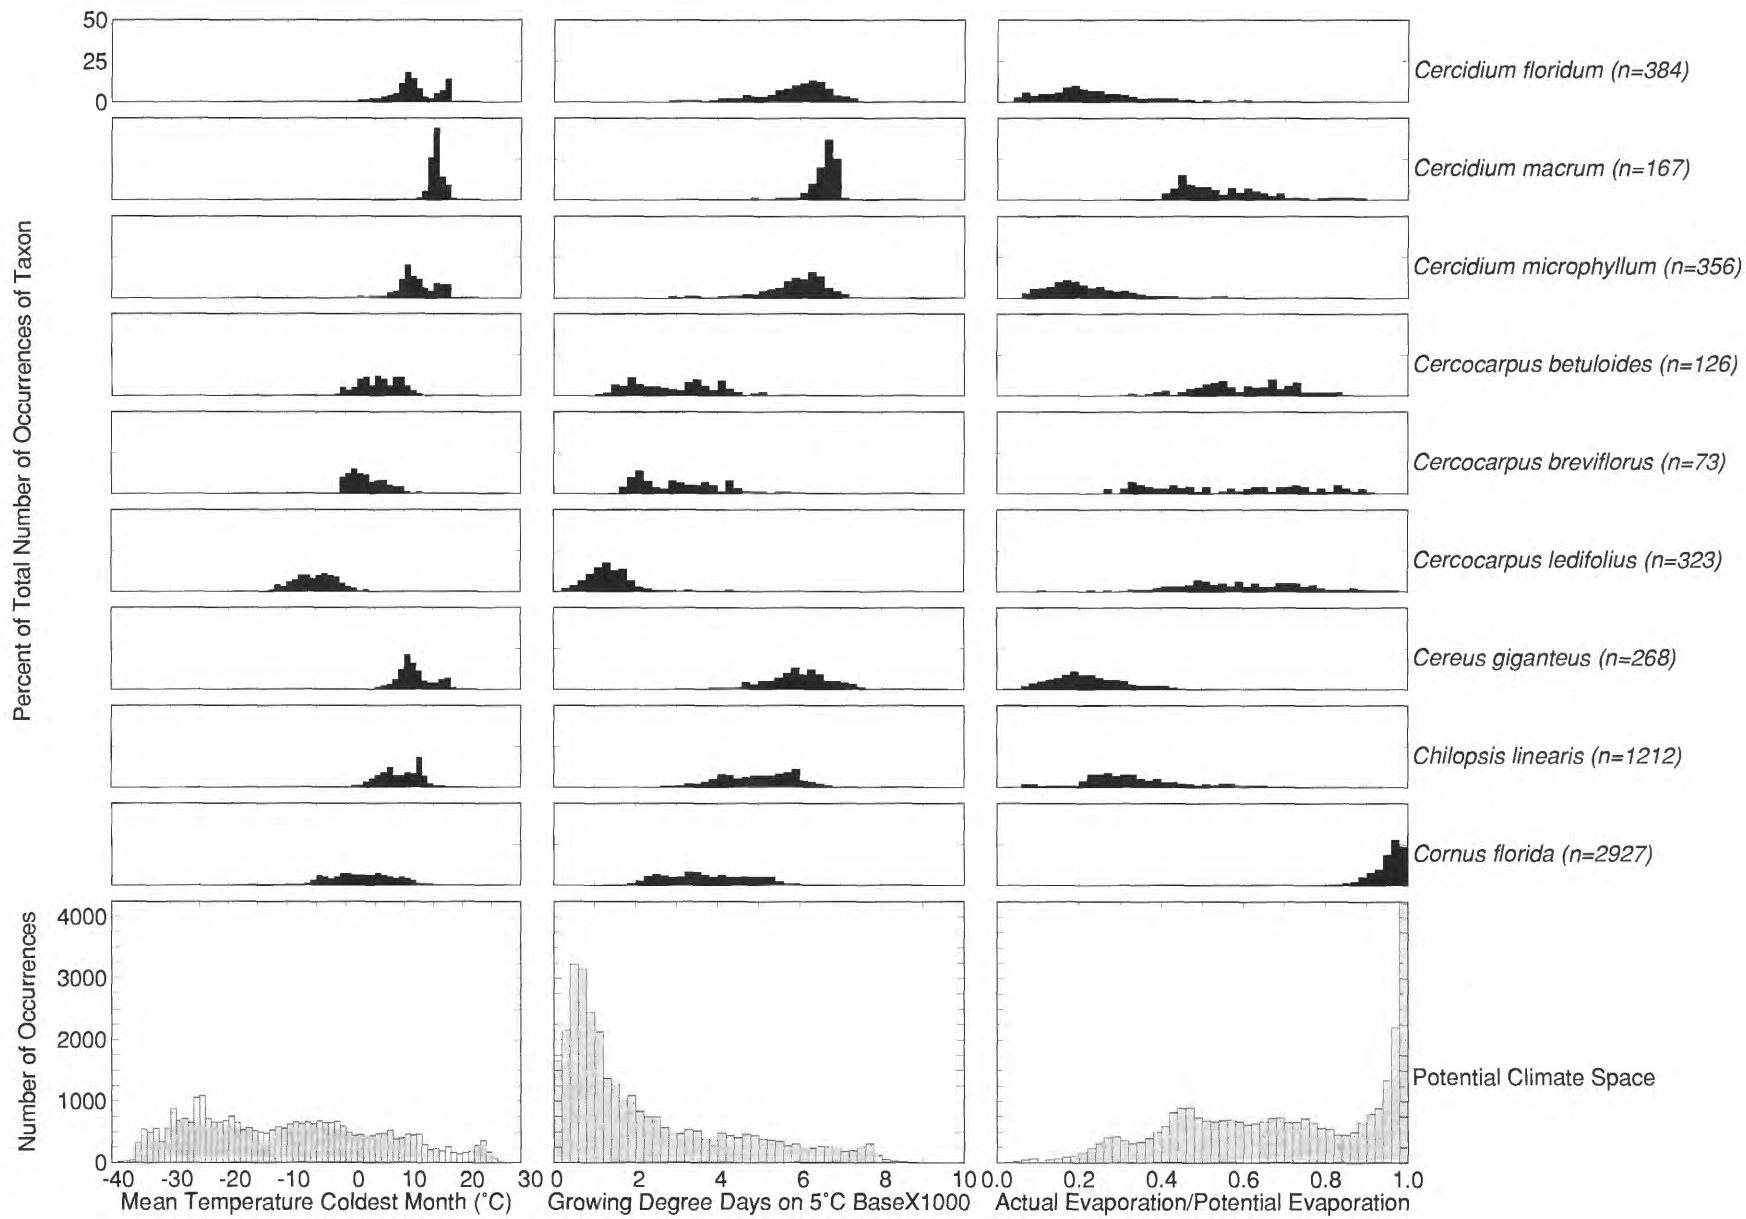 50
25
0
Cercidium floridum (n=384)
Cercidium macrum (n=167)
Cercidium microphyllum (n=356)
Cercocarpus betuloides (n=126)
Cercocarpus breviflorus (n=73)
Cercocarpus ledifolius (n=323)
Cereus giganteus (n=268)
Chilopsis linearis (n=1212)
Cornus florida (n=2927)
Percent of Total Number of Occurrences of Taxon
Number of Occurrences
4000
3000
2000
1000
0
Potential Climate Space
-40 -30 -20 -10 0 10 20 30
0 2 4 6 8 10
0.0 0.2 0.4 0.6 0.8 1.0
Mean Temperature Coldest Month (°C)
Growing Degree Days on 5°C BaseX1000
Actual Evaporation/Potential Evaporation